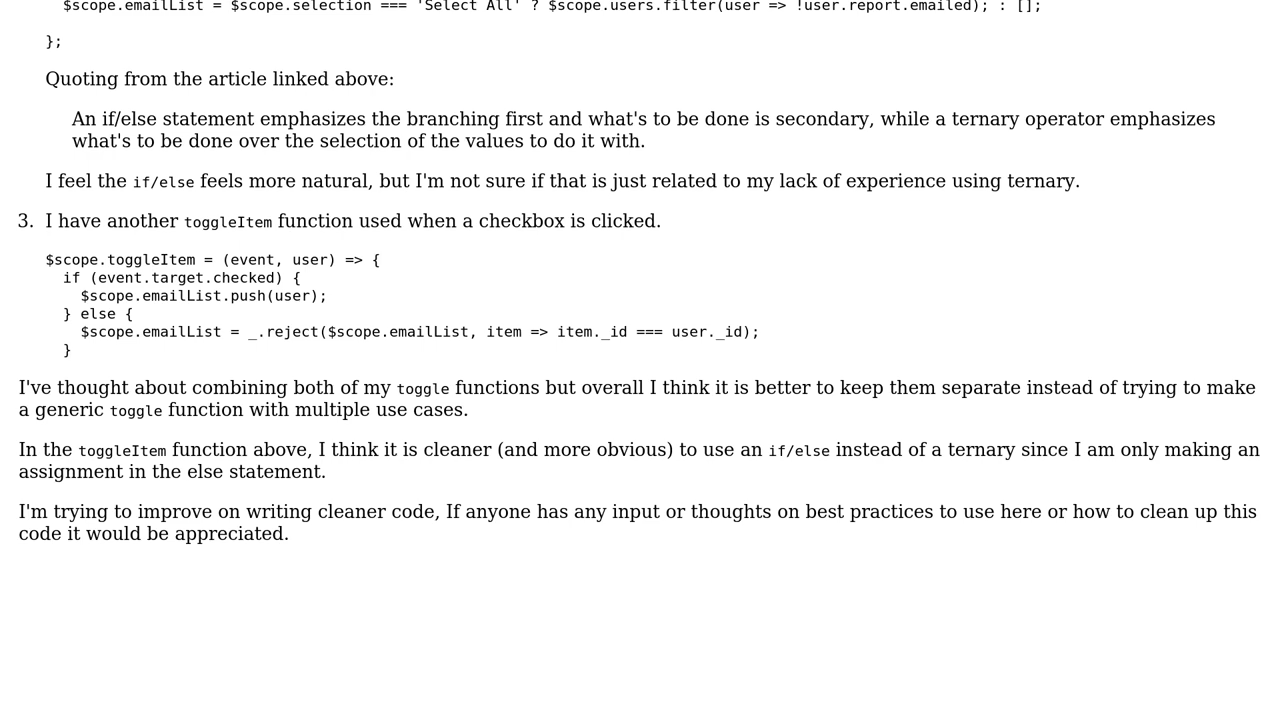 $scope.emailList = $scope.selection === 'Select All' ? $scope.users.filter(user => !user.report.emailed); : [];
};
Quoting from the article linked above:
An if/else statement emphasizes the branching first and what's to be done is secondary, while a ternary operator emphasizes
what's to be done over the selection of the values to do it with.
I feel the if/else feels more natural, but I'm not sure if that is just related to my lack of experience using ternary.
3. I have another toggleItem function used when a checkbox is clicked.
$scope.toggleItem = (event, user) => {
if (event.target.checked) {
$scope.emailList.push(user);
} else {
$scope.emailList = _.reject($scope.emailList, item => item._id === user._id);
}
I've thought about combining both of my toggle functions but overall I think it is better to keep them separate instead of trying to make
a generic toggle function with multiple use cases.
In the toggleItem function above, I think it is cleaner (and more obvious) to use an if/else instead of a ternary since I am only making an
assignment in the else statement.
I'm trying to improve on writing cleaner code, If anyone has any input or thoughts on best practices to use here or how to clean up this
code it would be appreciated.